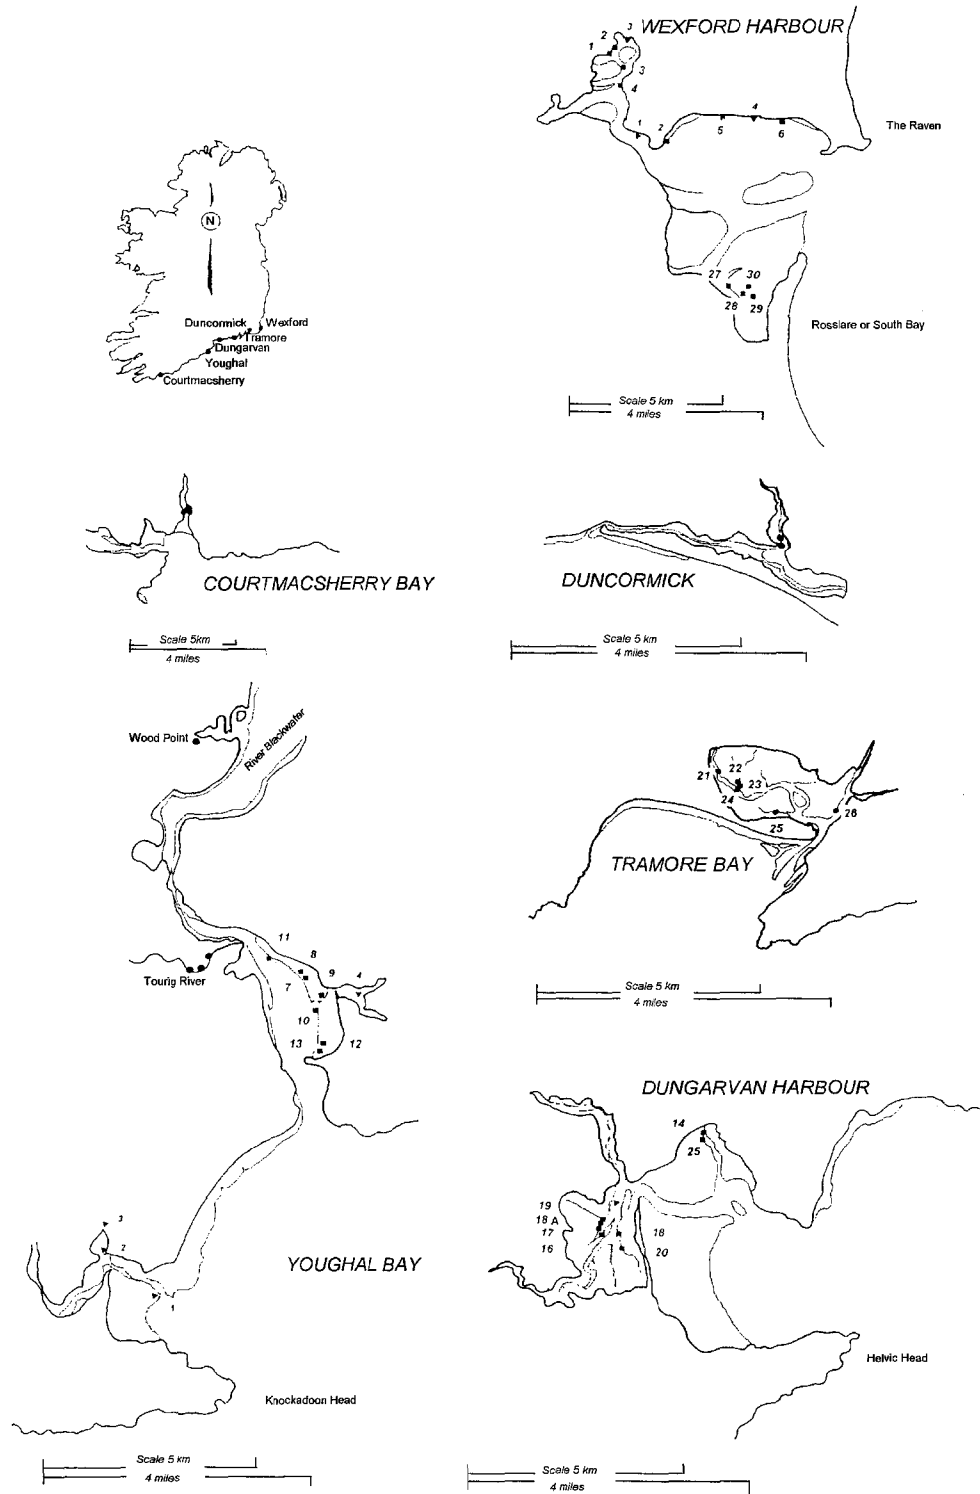 WEXFORD HARBOUR
3
2
1
3
4
1
2
5
4
6
The Raven
27
30
28
29
Rosslare or South Bay
Scale 5 km
4 miles
N
Duncormick
Wexford
Tramore
Dungarvan
Youghal
Courtmacsherry
COURTMACSHERRY BAY
Scale 5km
4 miles
DUNCORMICK
Scale 5 km
4 miles
Wood Point
River Blackwater
11
8
7
9
4
10
13
12
Tourig River
3
2
1
YOUGHAL BAY
Knockadoon Head
Scale 5 km
4 miles
21
22
23
24
25
26
TRAMORE BAY
Scale 5 km
4 miles
DUNGARVAN HARBOUR
14
25
19
18 A
17
16
18
20
Helvic Head
Scale 5 km
4 miles